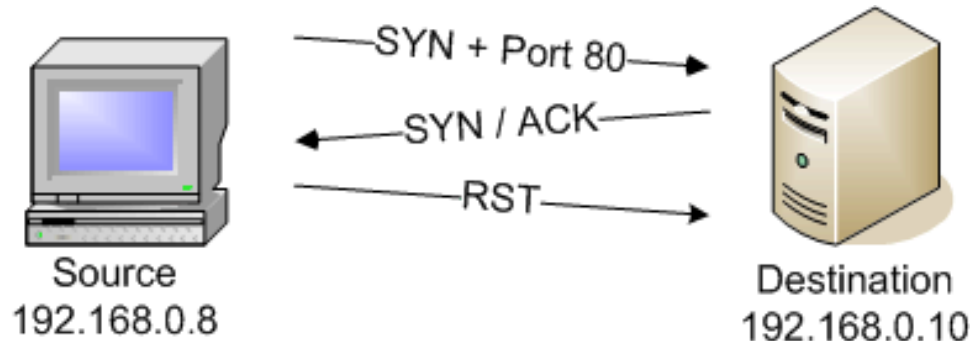 SYN + Port 80
SYN / ACK
RST
Source
192.168.0.8
Destination
192.168.0.10